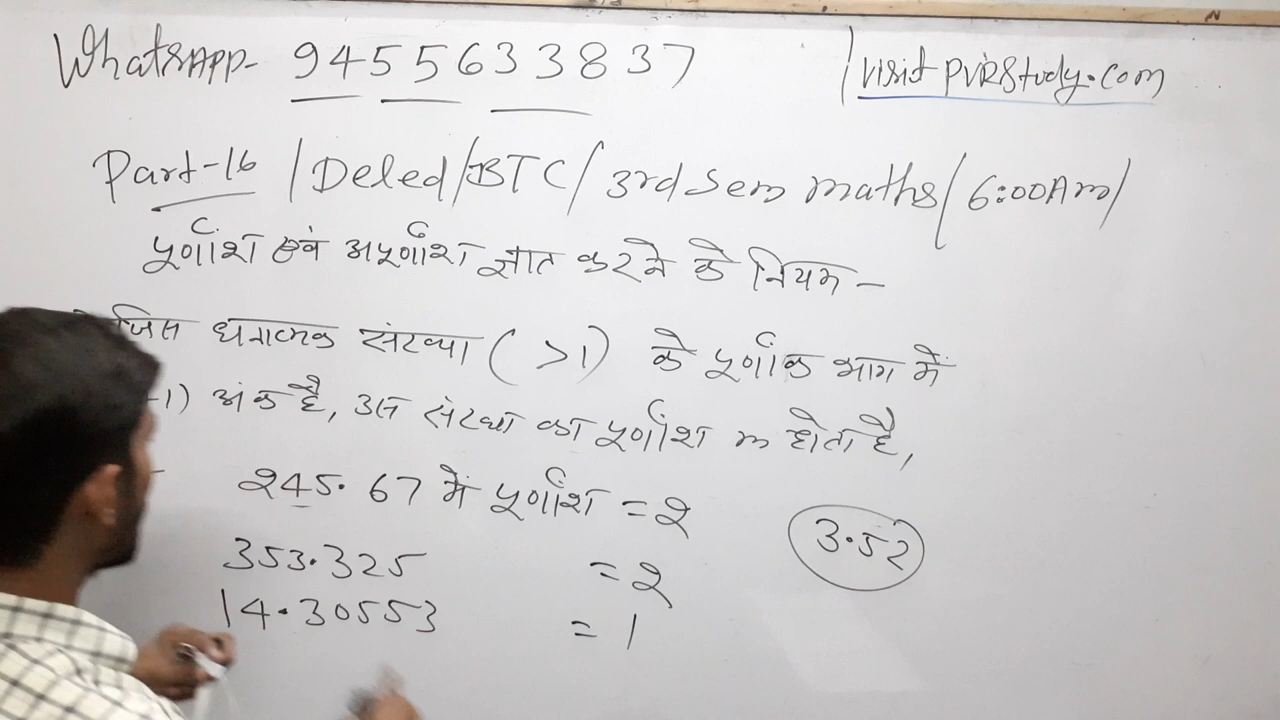 WhatsApp- 9455633837 / visit PVRStudy.com
Part-16 / Deled/BTC/ 3rd Sem maths/ 6:00Am/
पूर्णांश एवं अपूर्णांश ज्ञात करने के नियम -
जिस धनात्मक संख्या ( >1) के पूर्णांक भाग में
1) अंक है, उस संख्या का पूर्णांश m होता है,
245.67 में पूर्णांश = 2
3.52
353.325 = 2
14.30553 = 1